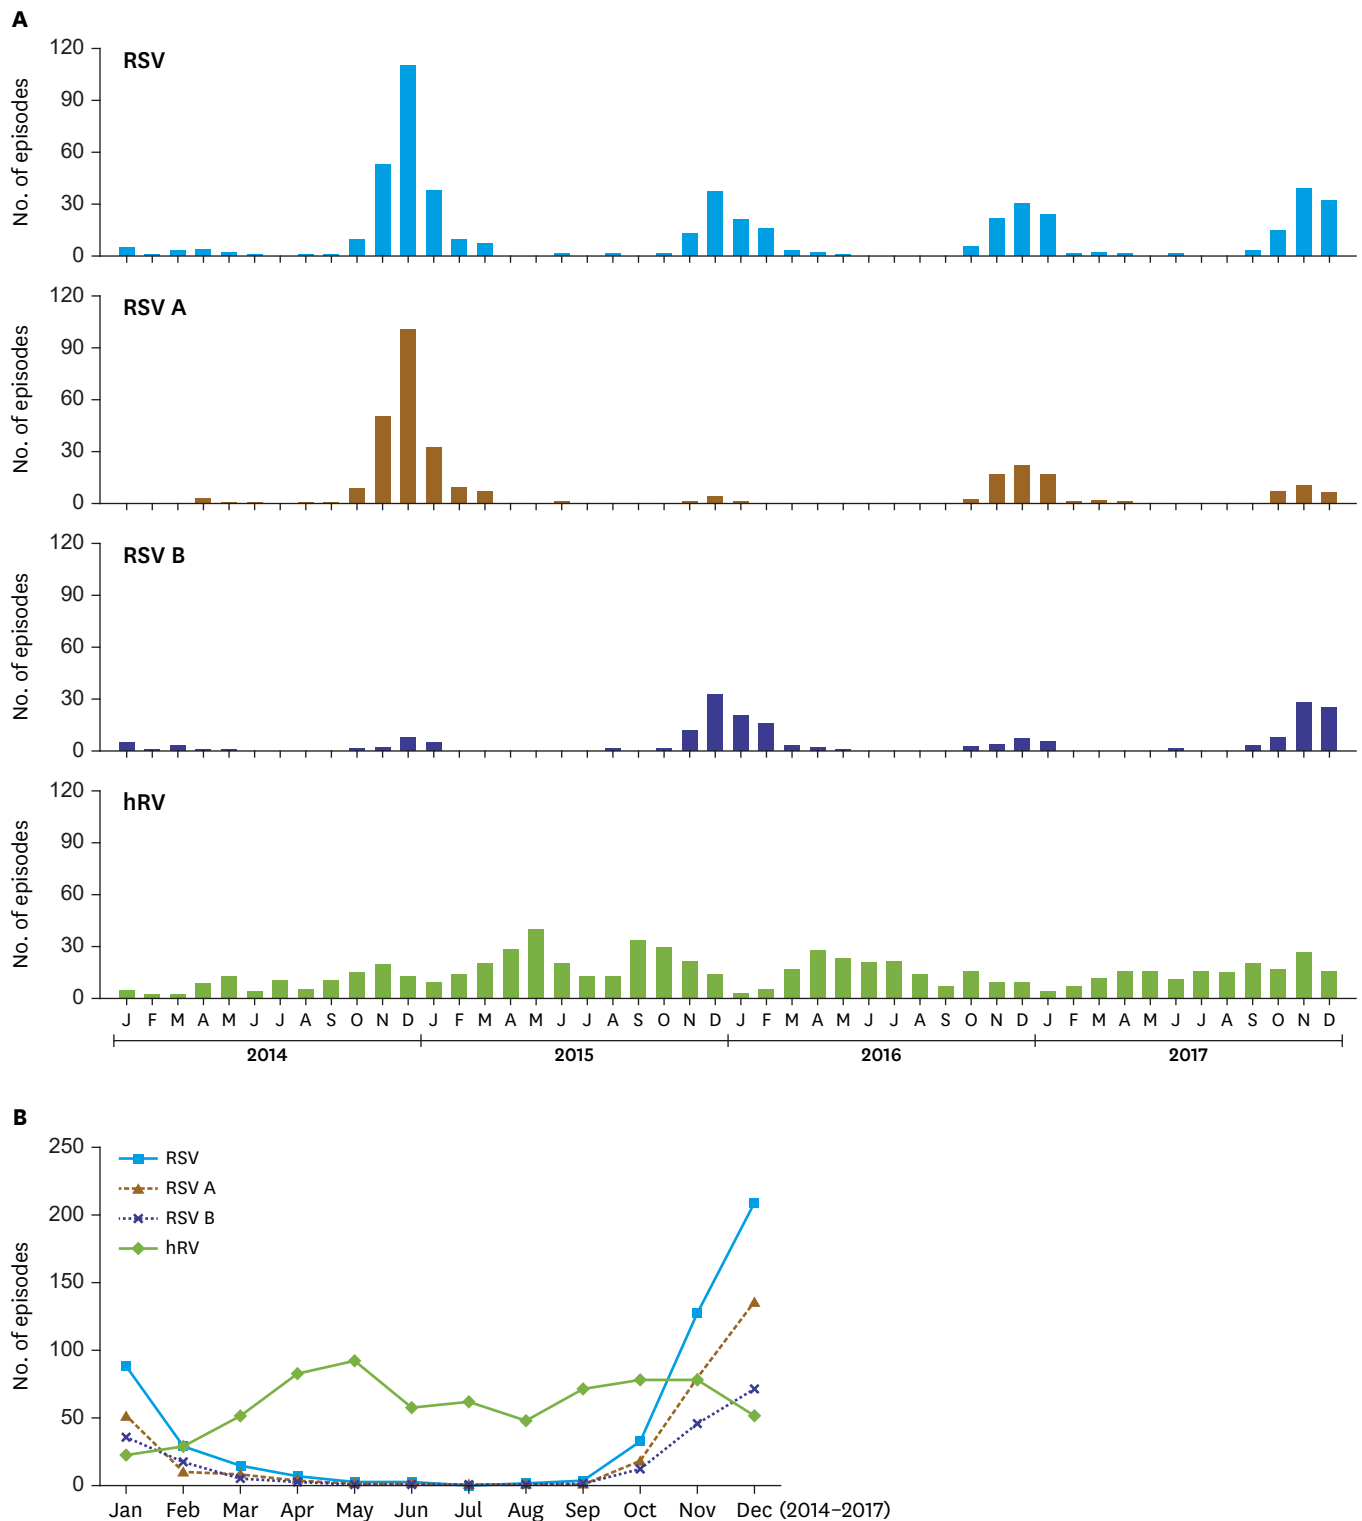 A
RSV
No. of episodes
120
90
60
30
0
RSV A
No. of episodes
120
90
60
30
0
RSV B
No. of episodes
120
90
60
30
0
hRV
No. of episodes
120
90
60
30
0
J F M A M J J A S O N D J F M A M J J A S O N D J F M A M J J A S O N D J F M A M J J A S O N D
2014 2015 2016 2017
B
No. of episodes
250
200
150
100
50
0
RSV
RSV A
RSV B
hRV
Jan Feb Mar Apr May Jun Jul Aug Sep Oct Nov Dec (2014–2017)